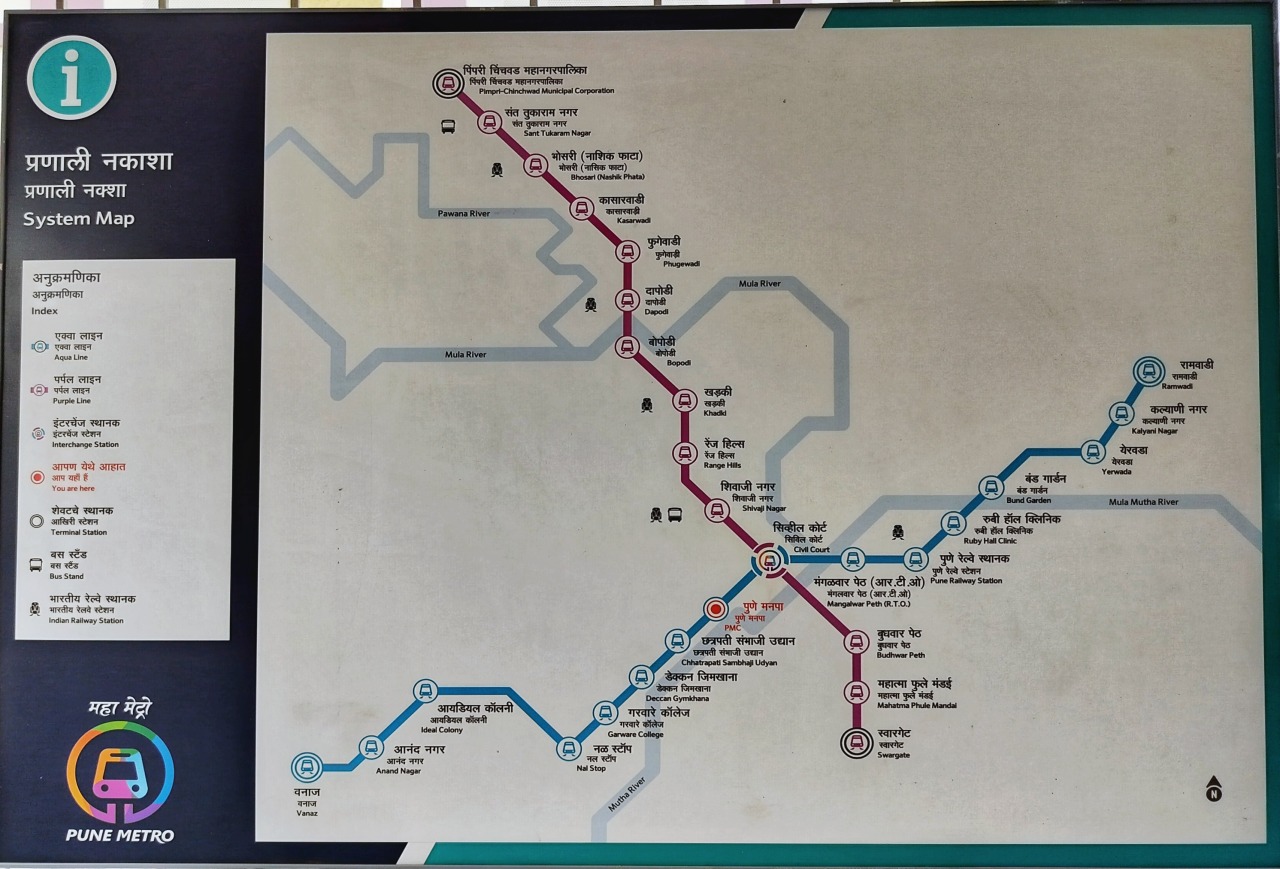 i
प्रणाली नकाशा
प्रणाली नक्शा
System Map
अनुक्रमणिका
अनुक्रमणिका
Index
एक्वा लाइन
एक्वा लाइन
Aqua Line
पर्पल लाइन
पर्पल लाइन
Purple Line
इंटरचेंज स्थानक
इंटरचेंज स्टेशन
Interchange Station
आपण येथे आहात
आप यहाँ हैं
You are here
शेवटचे स्थानक
आखिरी स्टेशन
Terminal Station
बस स्टँड
बस स्टैंड
Bus Stand
भारतीय रेल्वे स्थानक
भारतीय रेलवे स्टेशन
Indian Railway Station
महा मेट्रो
PUNE METRO
पिंपरी चिंचवड महानगरपालिका
पिंपरी चिंचवड महानगरपालिका
Pimpri-Chinchwad Municipal Corporation
संत तुकाराम नगर
संत तुकाराम नगर
Sant Tukaram Nagar
भोसरी (नाशिक फाटा)
भोसरी (नासिक फाटा)
Bhosari (Nashik Phata)
कासारवाडी
कासारवाडी
Kasarwadi
Pawana River
फुगेवाडी
फुगेवाड़ी
Phugewadi
दापोडी
दापोडी
Dapodi
Mula River
Mula River
बोपोडी
बोपोडी
Bopodi
खडकी
खड़की
Khadki
रेंज हिल्स
रेंज हिल्स
Range Hills
शिवाजी नगर
शिवाजी नगर
Shivaji Nagar
सिव्हील कोर्ट
सिविल कोर्ट
Civil Court
रामवाडी
रामवाडी
Ramwadi
कल्याणी नगर
कल्याणी नगर
Kalyani Nagar
येरवडा
येरवडा
Yerwada
बंड गार्डन
बंड गार्डन
Bund Garden
Mula Mutha River
रुबी हॉल क्लिनिक
रुबी हॉल क्लिनिक
Ruby Hall Clinic
पुणे रेल्वे स्थानक
पुणे रेल्वे स्टेशन
Pune Railway Station
मंगळवार पेठ (आर.टी.ओ)
मंगलवार पेठ (आर.टी.ओ)
Mangalwar Peth (R.T.O.)
पुणे मनपा
पुणे मनपा
PMC
छत्रपती संभाजी उद्यान
छत्रपती संभाजी उद्यान
Chhatrapati Sambhaji Udyan
डेक्कन जिमखाना
डेक्कन जिमखाना
Deccan Gymkhana
गरवारे कॉलेज
गरवारे कॉलेज
Garware College
नळ स्टॉप
नल स्टॉप
Nal Stop
आयडियल कॉलनी
आयडियल कॉलनी
Ideal Colony
आनंद नगर
आनंद नगर
Anand Nagar
वनाज
वनाज
Vanaz
Mutha River
बुधवार पेठ
बुधवार पेठ
Budhwar Peth
महात्मा फुले मंडई
महात्मा फुले मंडई
Mahatma Phule Mandai
स्वारगेट
स्वारगेट
Swargate
N